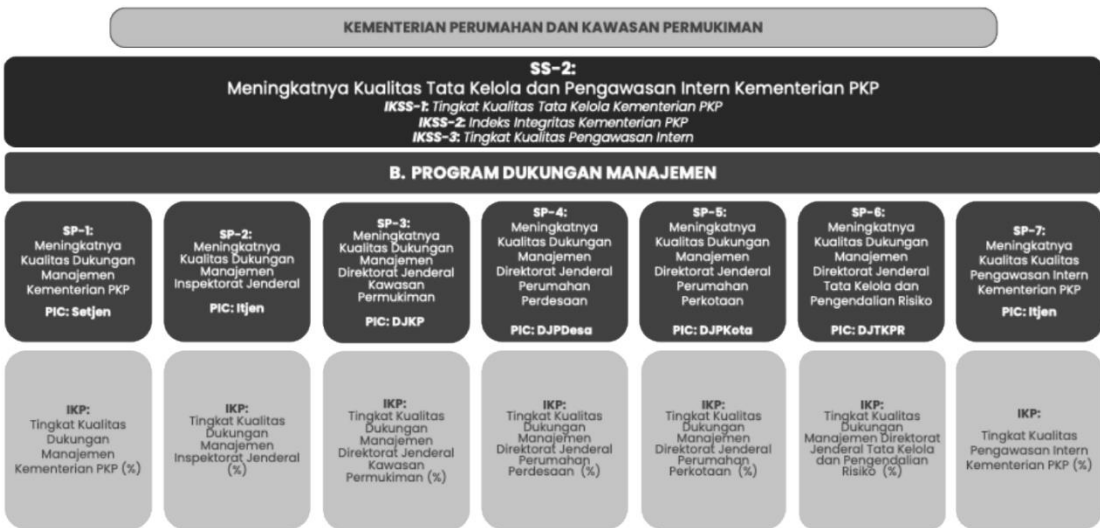 KEMENTERIAN PERUMAHAN DAN KAWASAN PERMUKIMAN
SS-2:
Meningkatnya Kualitas Tata Kelola dan Pengawasan Intern Kementerian PKP
IKSS-1: Tingkat Kualitas Tata Kelola Kementerian PKP
IKSS-2: Indeks Integritas Kementerian PKP
IKSS-3: Tingkat Kualitas Pengawasan Intern
B. PROGRAM DUKUNGAN MANAJEMEN
SP-1:
Meningkatnya
Kualitas Dukungan
Manajemen
Kementerian PKP
PIC: Setjen
SP-2:
Meningkatnya
Kualitas Dukungan
Manajemen
Inspektorat Jenderal
PIC: Itjen
SP-3:
Meningkatnya
Kualitas Dukungan
Manajemen
Direktorat Jenderal
Kawasan
Permukiman
PIC: DJKP
SP-4:
Meningkatnya
Kualitas Dukungan
Manajemen
Direktorat Jenderal
Perumahan
Perdesaan
PIC: DJPDesa
SP-5:
Meningkatnya
Kualitas Dukungan
Manajemen
Direktorat Jenderal
Perumahan
Perkotaan
PIC: DJPKota
SP-6:
Meningkatnya
Kualitas Dukungan
Manajemen
Direktorat Jenderal
Tata Kelola dan
Pengendalian Risiko
PIC: DJTKPR
SP-7:
Meningkatnya
Kualitas Kualitas
Pengawasan Intern
Kementerian PKP
PIC: Itjen
IKP:
Tingkat Kualitas
Dukungan
Manajemen
Kementerian PKP (%)
IKP:
Tingkat Kualitas
Dukungan
Manajemen
Inspektorat Jenderal
(%)
IKP:
Tingkat Kualitas
Dukungan
Manajemen
Direktorat Jenderal
Kawasan
Permukiman (%)
IKP:
Tingkat Kualitas
Dukungan
Manajemen
Direktorat Jenderal
Perumahan
Perdesaan (%)
IKP:
Tingkat Kualitas
Dukungan
Manajemen
Direktorat Jenderal
Perumahan
Perkotaan (%)
IKP:
Tingkat Kualitas
Dukungan
Manajemen Direktorat
Jenderal Tata Kelola
dan Pengendalian
Risiko (%)
IKP:
Tingkat Kualitas
Pengawasan Intern
Kementerian PKP (%)